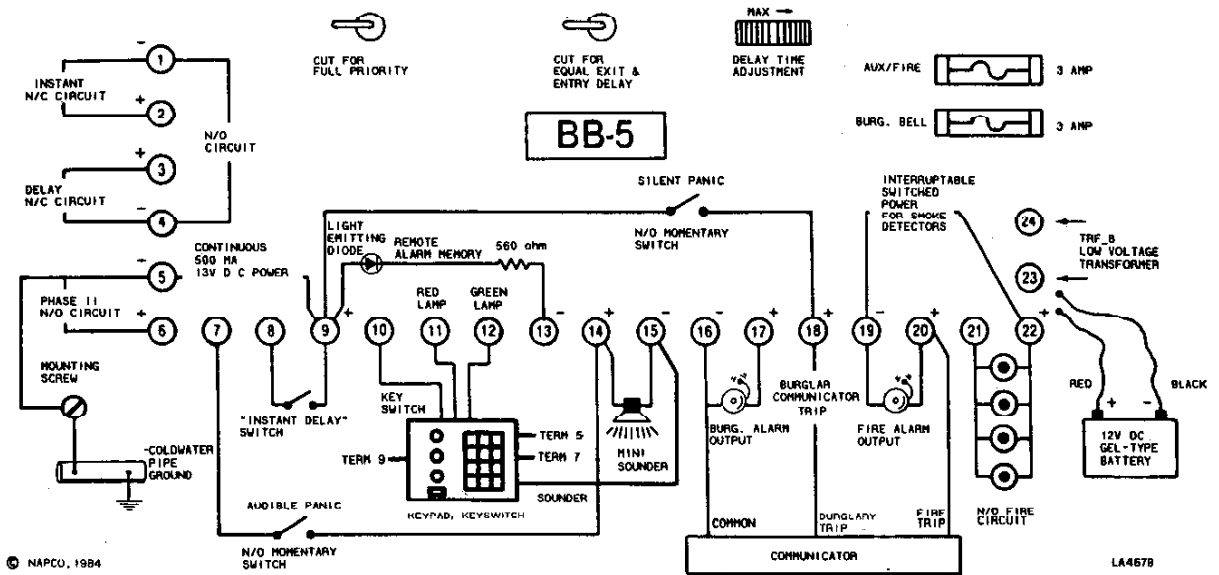 MAX →
CUT FOR
FULL PRIORITY
CUT FOR
EQUAL EXIT &
ENTRY DELAY
DELAY TIME
ADJUSTMENT
AUX/FIRE
3 AMP
BURG. BELL
3 AMP
BB-5
-
1
INSTANT
N/C CIRCUIT
+
2
N/O
CIRCUIT
+
3
DELAY
N/C CIRCUIT
-
4
SILENT PANIC
N/O MOMENTARY
SWITCH
INTERRUPTABLE
SWITCHED
POWER
FOR SMOKE
DETECTORS
24
TRF_8
LOW VOLTAGE
TRANSFORMER
23
-
5
CONTINUOUS
500 MA
13V D C POWER
LIGHT
EMITTING
DIODE
REMOTE
ALARM MEMORY
560 ohm
PHASE II
N/O CIRCUIT
RED
LAMP
GREEN
LAMP
+
6
7
8
9
+
10
11
12
13
-
14
+
15
-
16
-
17
18
+
19
-
20
+
21
22
+
MOUNTING
SCREW
"INSTANT DELAY"
SWITCH
KEY
SWITCH
MINI
SOUNDER
BURG. ALARM
OUTPUT
BURGLAR
COMMUNICATOR
TRIP
FIRE ALARM
OUTPUT
RED
BLACK
+
-
12V DC
GEL-TYPE
BATTERY
-COLDWATER
PIPE
GROUND
TERM 9
TERM 5
TERM 7
SOUNDER
KEYPAD, KEYSWITCH
AUDIBLE PANIC
N/O MOMENTARY
SWITCH
COMMON
BURGLARY
TRIP
FIRE
TRIP
N/O FIRE
CIRCUIT
COMMUNICATOR
© NAPCO, 1984
LA467B